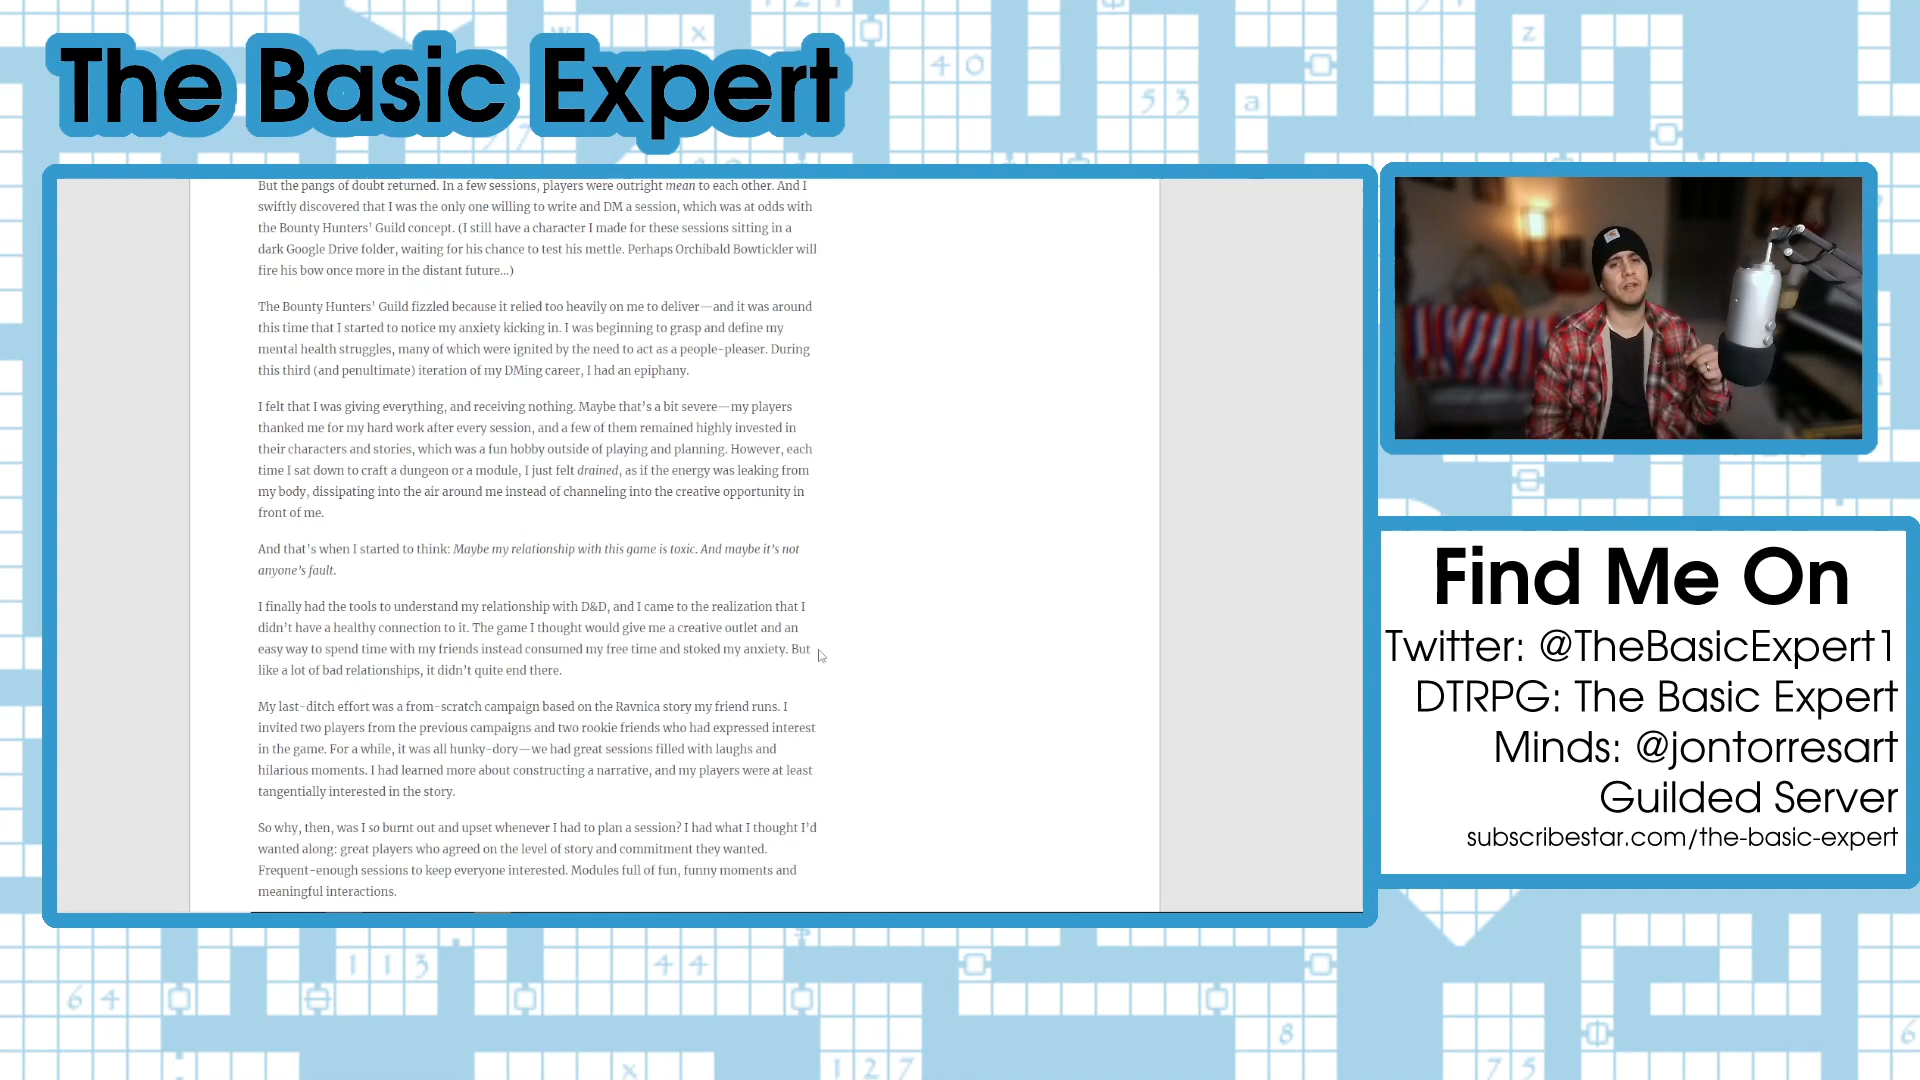 The Basic Expert
But the pangs of doubt returned. In a few sessions, players were outright mean to each other. And I
swiftly discovered that I was the only one willing to write and DM a session, which was at odds with
the Bounty Hunters' Guild concept. (I still have a character I made for these sessions sitting in a
dark Google Drive folder, waiting for his chance to test his mettle. Perhaps Orchibald Bowtickler will
fire his bow once more in the distant future...)
The Bounty Hunters' Guild fizzled because it relied too heavily on me to deliver—and it was around
this time that I started to notice my anxiety kicking in. I was beginning to grasp and define my
mental health struggles, many of which were ignited by the need to act as a people-pleaser. During
this third (and penultimate) iteration of my DMing career, I had an epiphany.
I felt that I was giving everything, and receiving nothing. Maybe that's a bit severe—my players
thanked me for my hard work after every session, and a few of them remained highly invested in
their characters and stories, which was a fun hobby outside of playing and planning. However, each
time I sat down to craft a dungeon or a module, I just felt drained, as if the energy was leaking from
my body, dissipating into the air around me instead of channeling into the creative opportunity in
front of me.
And that's when I started to think: Maybe my relationship with this game is toxic. And maybe it's not
anyone's fault.
I finally had the tools to understand my relationship with D&D, and I came to the realization that I
didn't have a healthy connection to it. The game I thought would give me a creative outlet and an
easy way to spend time with my friends instead consumed my free time and stoked my anxiety. But
like a lot of bad relationships, it didn't quite end there.
My last-ditch effort was a from-scratch campaign based on the Ravnica story my friend runs. I
invited two players from the previous campaigns and two rookie friends who had expressed interest
in the game. For a while, it was all hunky-dory—we had great sessions filled with laughs and
hilarious moments. I had learned more about constructing a narrative, and my players were at least
tangentially interested in the story.
So why, then, was I so burnt out and upset whenever I had to plan a session? I had what I thought I'd
wanted along: great players who agreed on the level of story and commitment they wanted.
Frequent-enough sessions to keep everyone interested. Modules full of fun, funny moments and
meaningful interactions.
Find Me On
Twitter: @TheBasicExpert1
DTRPG: The Basic Expert
Minds: @jontorresart
Guilded Server
subscribestar.com/the-basic-expert
x
z
40
53
a
113
44
64
8
6
x
127
75